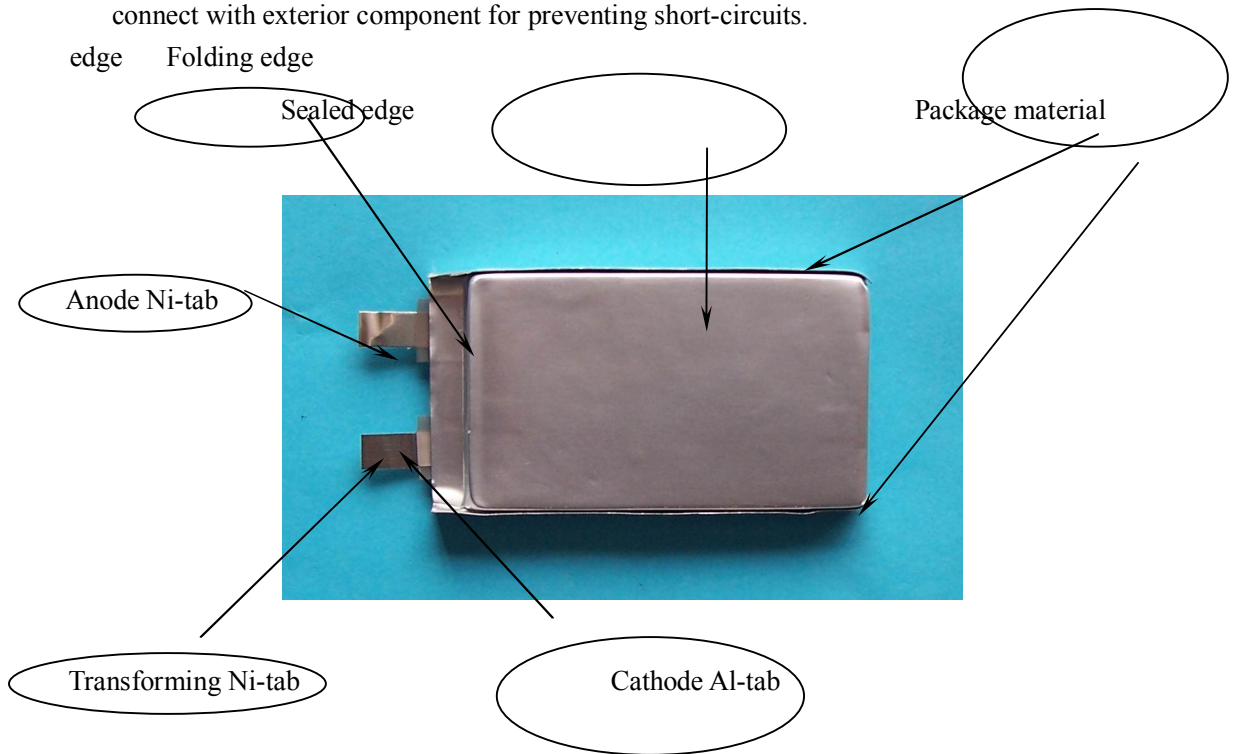 connect with exterior component for preventing short-circuits.
edge Folding edge
Sealed edge Package material
Anode Ni-tab
Transforming Ni-tab Cathode Al-tab